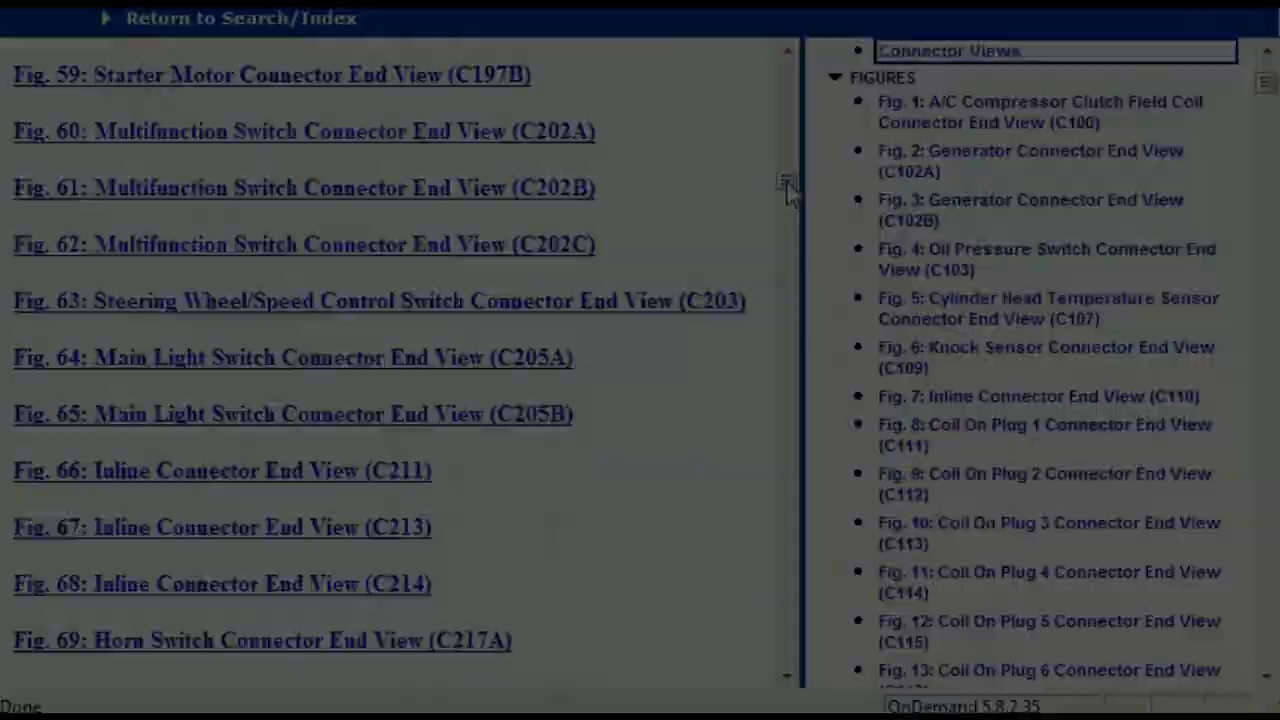 Return to Search/Index
Fig. 59: Starter Motor Connector End View (C197B)
Fig. 60: Multifunction Switch Connector End View (C202A)
Fig. 61: Multifunction Switch Connector End View (C202B)
Fig. 62: Multifunction Switch Connector End View (C202C)
Fig. 63: Steering Wheel/Speed Control Switch Connector End View (C203)
Fig. 64: Main Light Switch Connector End View (C205A)
Fig. 65: Main Light Switch Connector End View (C205B)
Fig. 66: Inline Connector End View (C211)
Fig. 67: Inline Connector End View (C213)
Fig. 68: Inline Connector End View (C214)
Fig. 69: Horn Switch Connector End View (C217A)
Connector Views
FIGURES
Fig. 1: A/C Compressor Clutch Field Coil
Connector End View (C100)
Fig. 2: Generator Connector End View
(C102A)
Fig. 3: Generator Connector End View
(C102B)
Fig. 4: Oil Pressure Switch Connector End
View (C103)
Fig. 5: Cylinder Head Temperature Sensor
Connector End View (C107)
Fig. 6: Knock Sensor Connector End View
(C109)
Fig. 7: Inline Connector End View (C110)
Fig. 8: Coil On Plug 1 Connector End View
(C111)
Fig. 9: Coil On Plug 2 Connector End View
(C112)
Fig. 10: Coil On Plug 3 Connector End View
(C113)
Fig. 11: Coil On Plug 4 Connector End View
(C114)
Fig. 12: Coil On Plug 5 Connector End View
(C115)
Fig. 13: Coil On Plug 6 Connector End View
Done
OnDemand 5.8.2.35